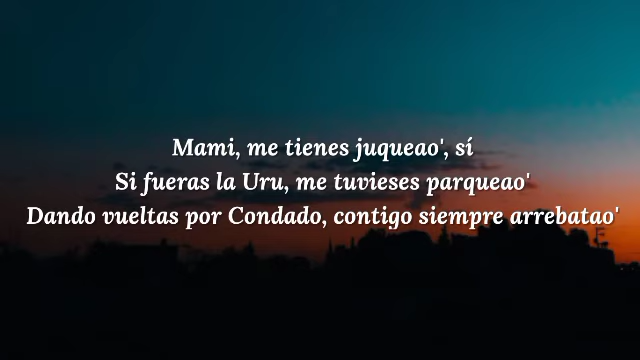 Mami, me tienes juqueao', sí
Si fueras la Uru, me tuvieses parqueao'
Dando vueltas por Condado, contigo siempre arrebatao'